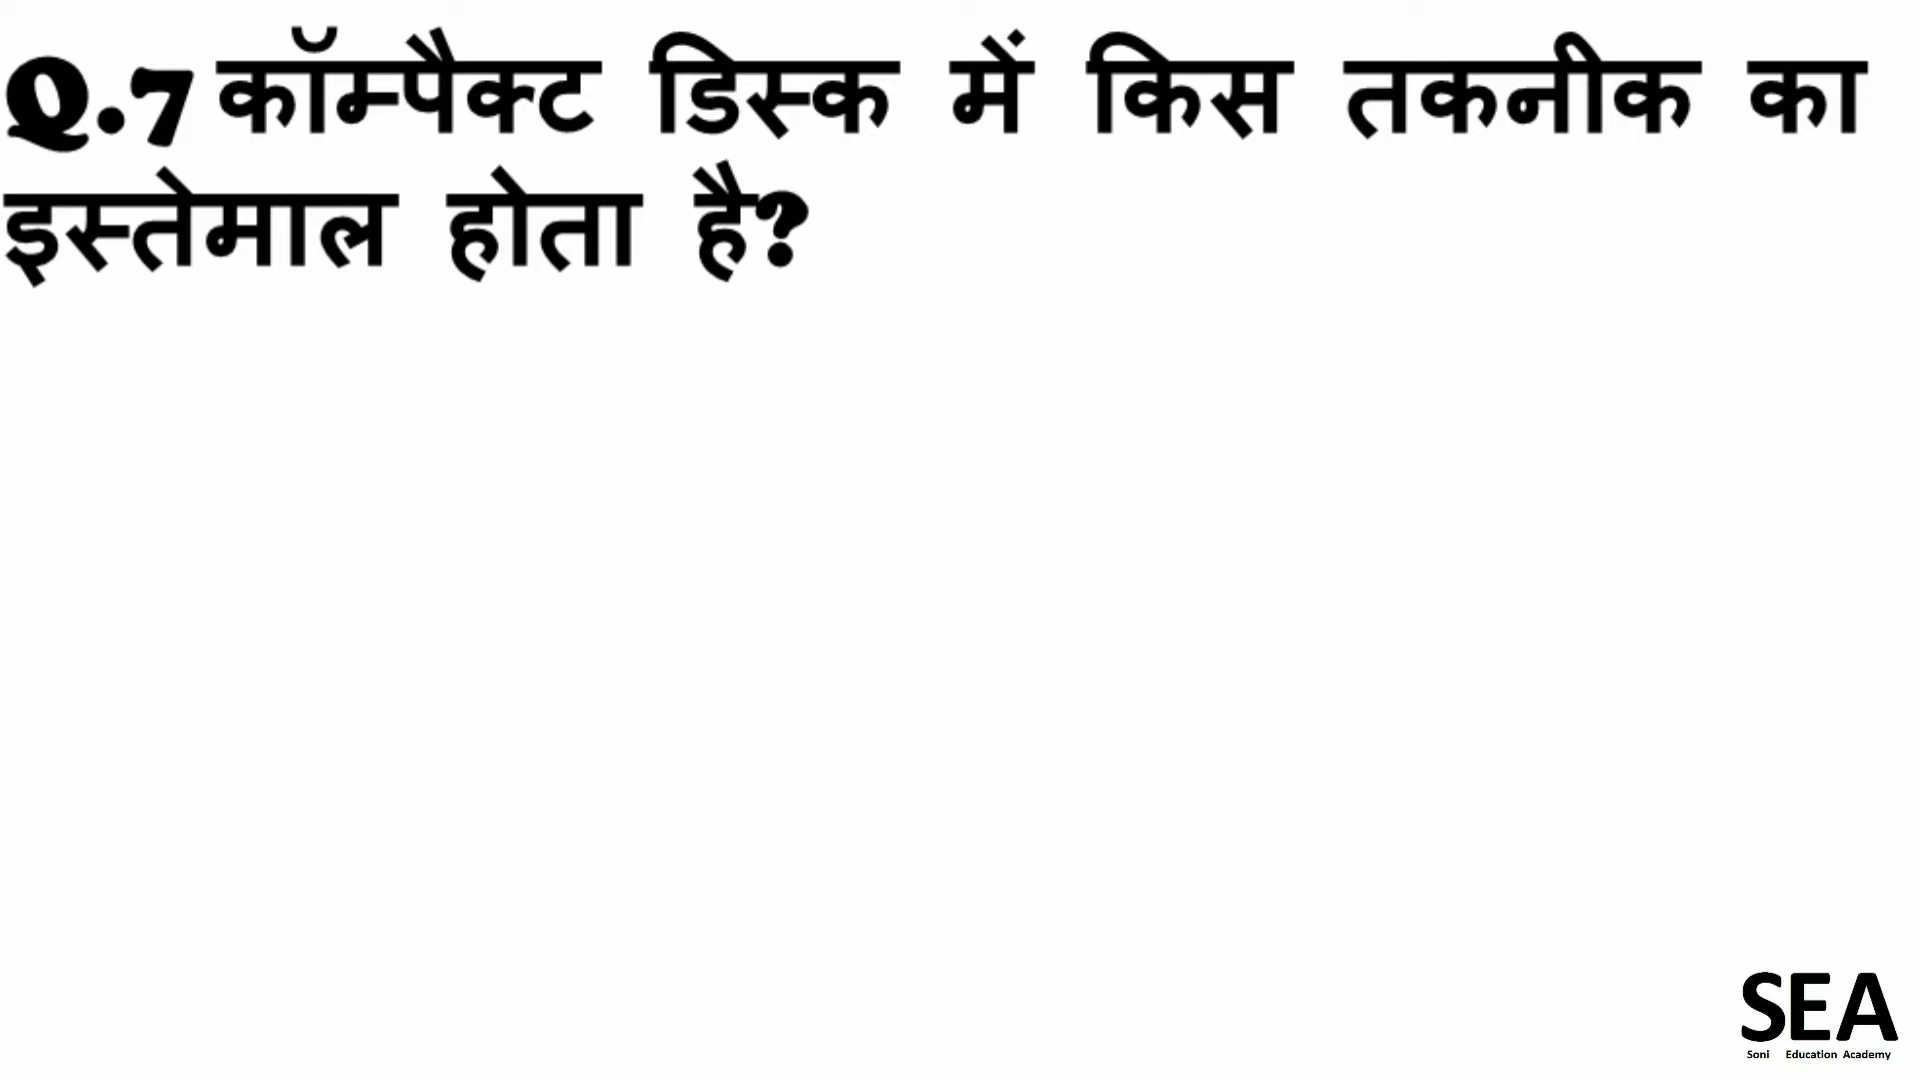 Q.7 कॉम्पैक्ट डिस्क में किस तकनीक का
इस्तेमाल होता है?
SEA
Soni Education Academy